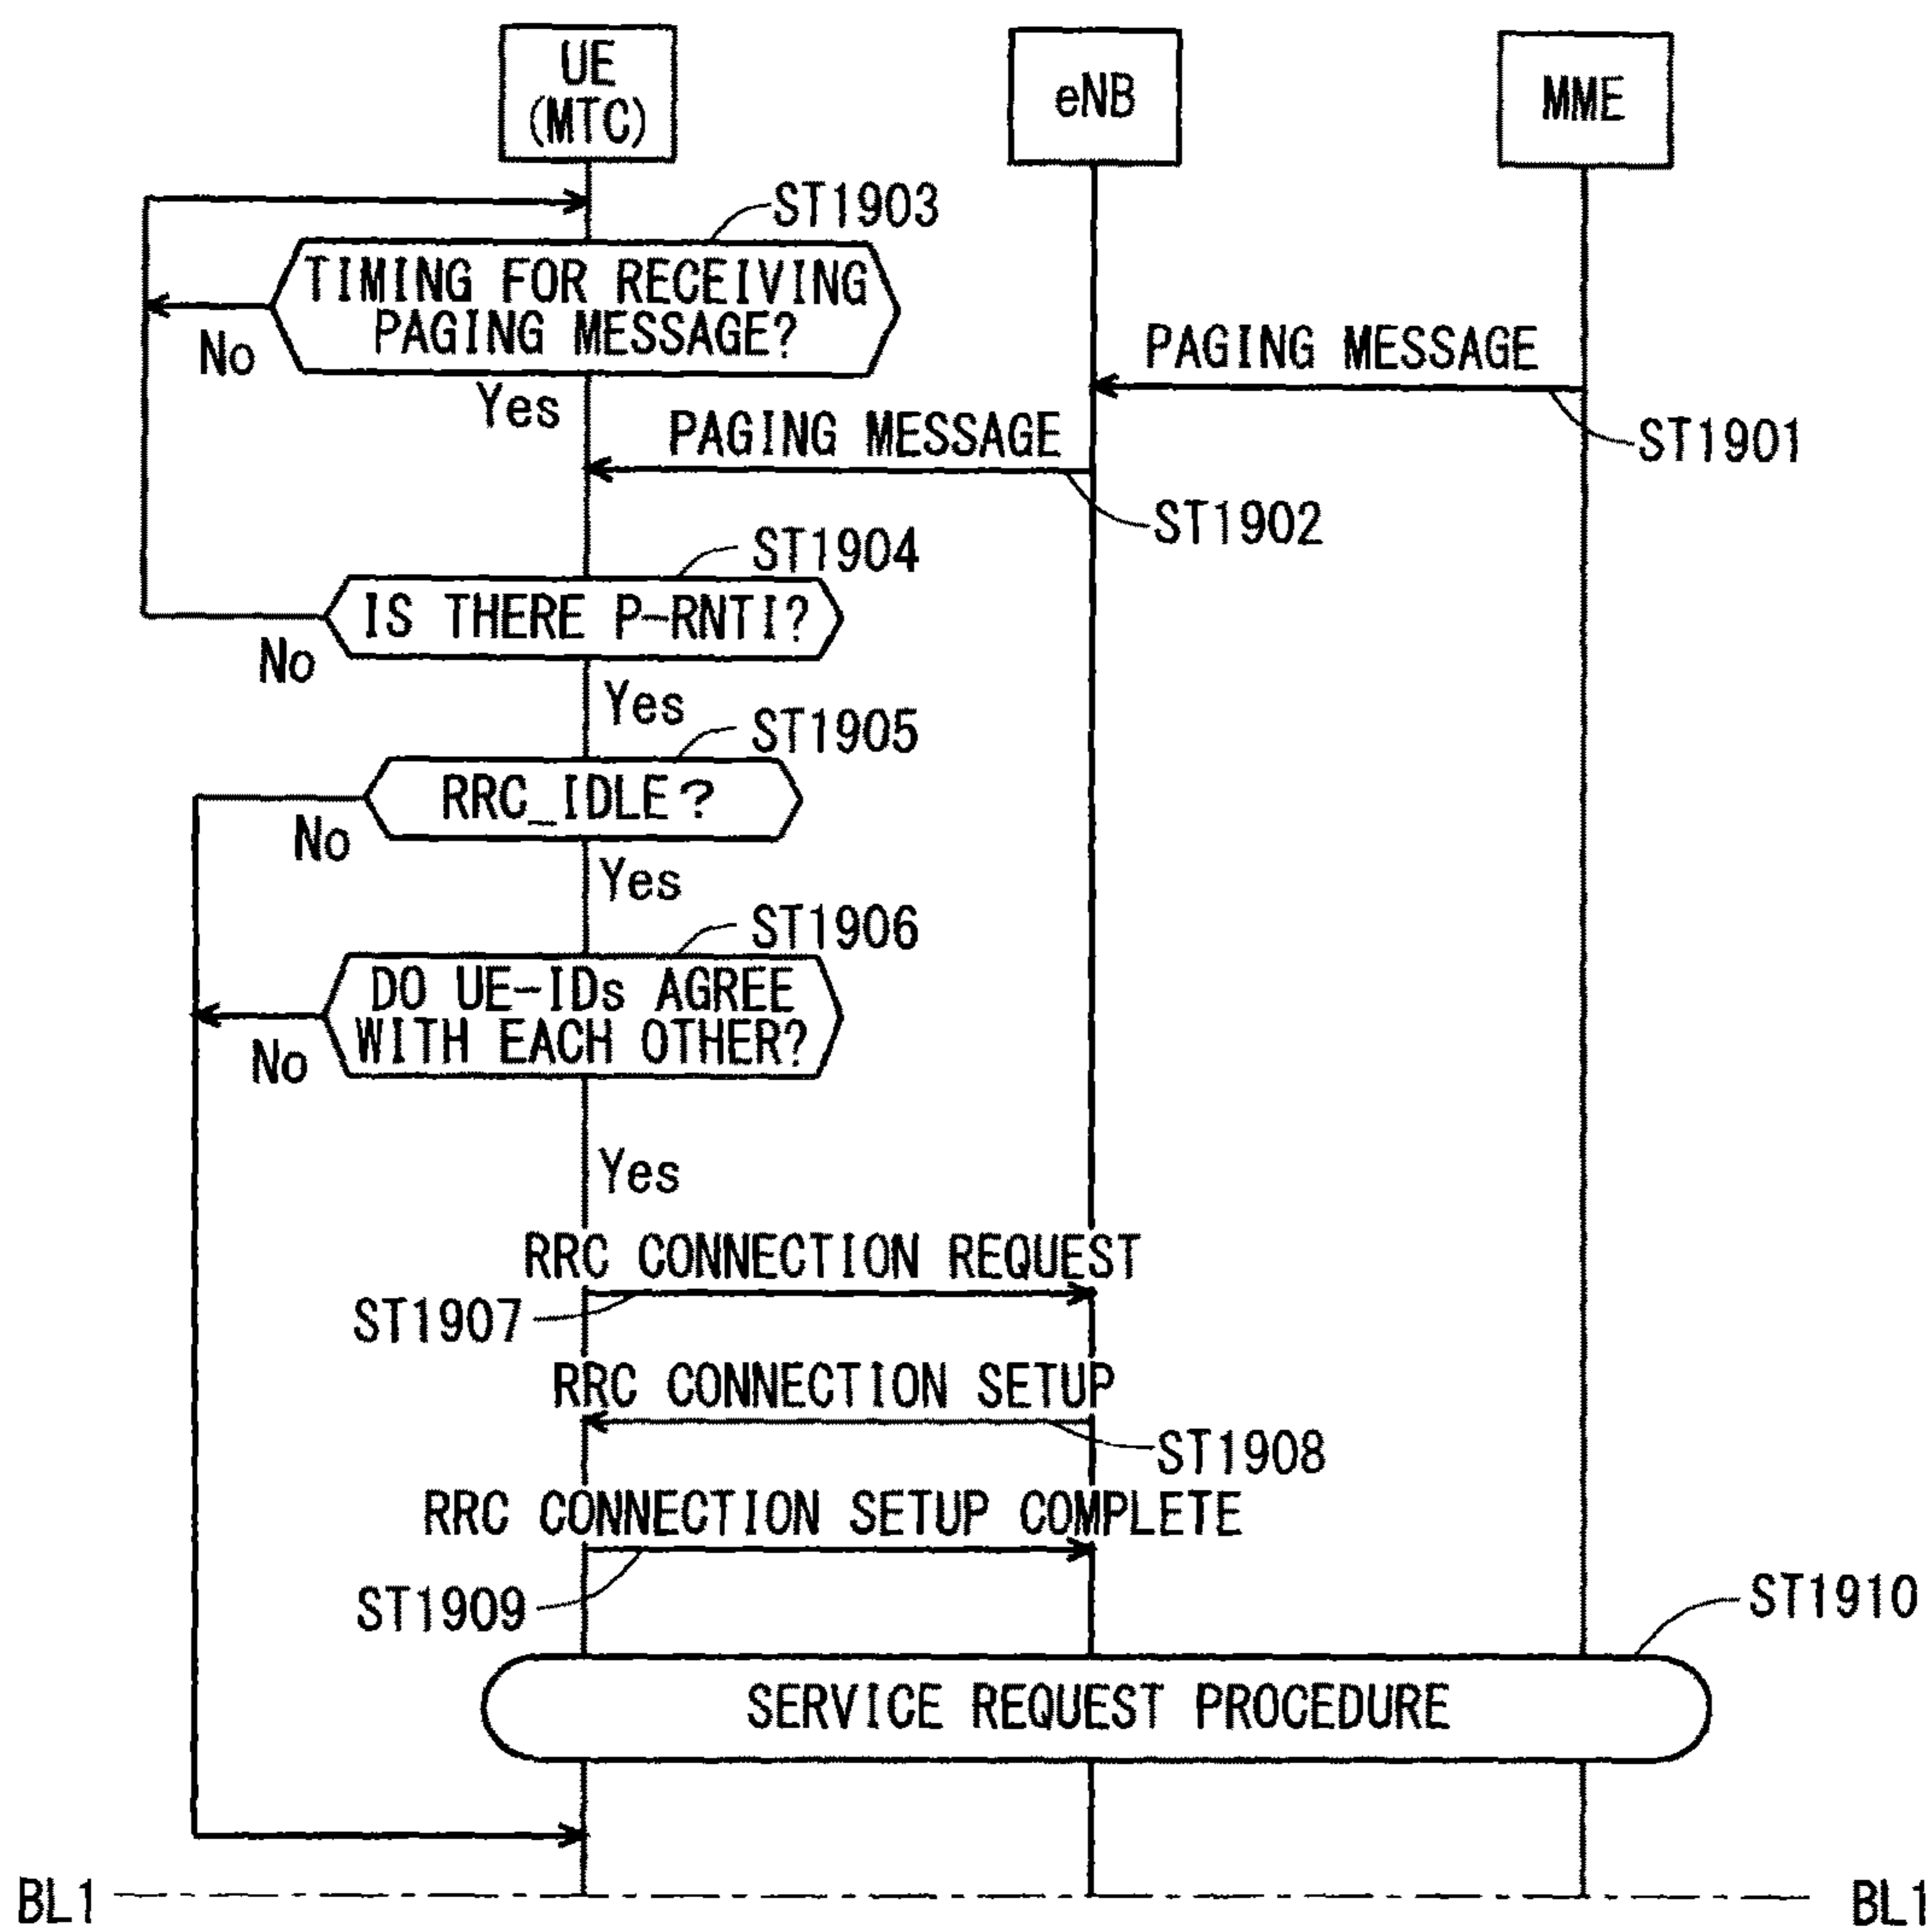 UE
(MTC)
eNB
MME
ST1903
TIMING FOR RECEIVING
PAGING MESSAGE?
No
Yes
PAGING MESSAGE
ST1901
PAGING MESSAGE
ST1902
ST1904
IS THERE P-RNTI?
No
Yes
ST1905
RRC_IDLE?
No
Yes
ST1906
DO UE-IDs AGREE
WITH EACH OTHER?
No
Yes
RRC CONNECTION REQUEST
ST1907
RRC CONNECTION SETUP
ST1908
RRC CONNECTION SETUP COMPLETE
ST1909
ST1910
SERVICE REQUEST PROCEDURE
BL1
BL1